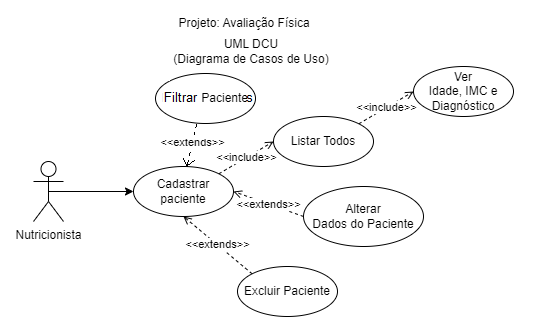 Projeto: Avaliação Física
UML DCU
(Diagrama de Casos de Uso)
Filtrar Pacientes
Ver
Idade, IMC e
Diagnóstico
<<include>>
<<extends>>
Listar Todos
<<include>>
Cadastrar
paciente
<<extends>>
Alterar
Dados do Paciente
Nutricionista
<<extends>>
Excluir Paciente